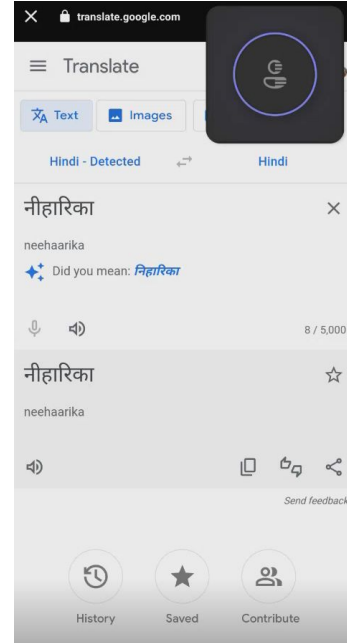 translate.google.com
Translate
Text Images
Hindi - Detected Hindi
नीहारिका
neehaarika
Did you mean: निहारिका
8 / 5,000
नीहारिका
neehaarika
Send feedback
History Saved Contribute